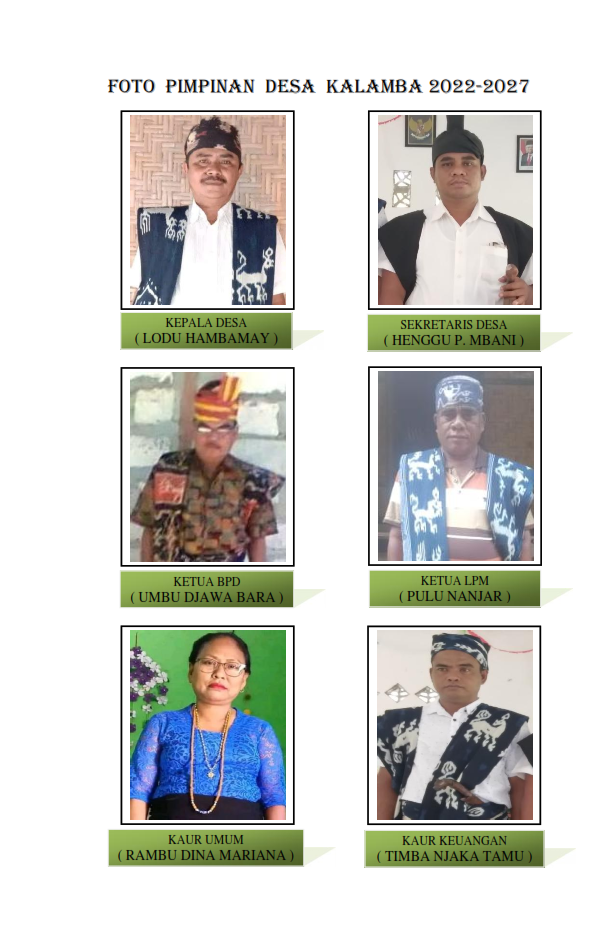 FOTO PIMPINAN DESA KALAMBA 2022-2027
KEPALA DESA
( LODU HAMBAMAY )
SEKRETARIS DESA
( HENGGU P. MBANI )
KETUA BPD
( UMBU DJAWA BARA )
KETUA LPM
( PULU NANJAR )
KAUR UMUM
( RAMBU DINA MARIANA )
KAUR KEUANGAN
( TIMBA NJAKA TAMU )